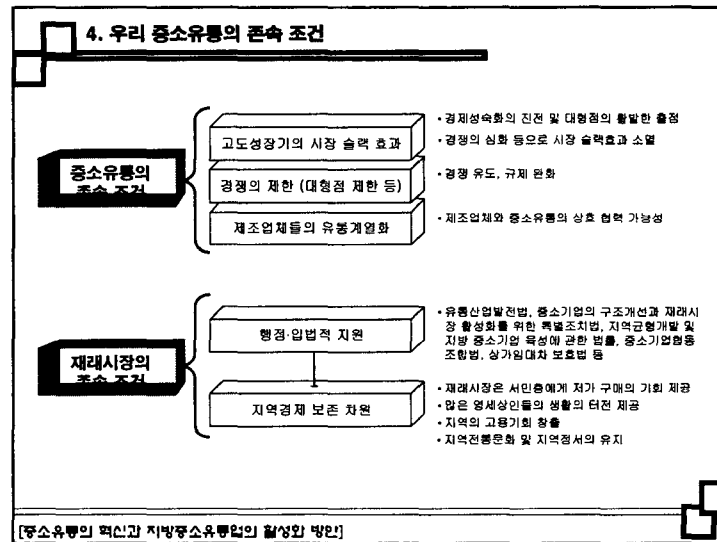 4. 우리 중소유통의 존속 조건
중소유통의
존속 조건
고도성장기의 시장 슬랙 효과
경쟁의 제한 (대형점 제한 등)
제조업체들의 유통계열화
• 경제성숙화의 진전 및 대형점의 활발한 출점
• 경쟁의 심화 등으로 시장 슬랙효과 소멸
• 경쟁 유도, 규제 완화
• 제조업체와 중소유통의 상호 협력 가능성
재래시장의
존속 조건
행정·입법적 지원
지역경제 보존 차원
• 유통산업발전법, 중소기업의 구조개선과 재래시
장 활성화를 위한 특별조치법, 지역균형개발 및
지방 중소기업 육성에 관한 법률, 중소기업협동
조합법, 상가임대차 보호법 등
• 재래시장은 서민층에게 저가 구매의 기회 제공
• 많은 영세상인들의 생활의 터전 제공
• 지역의 고용기회 창출
• 지역전통문화 및 지역정서의 유지
[중소유통의 혁신과 지방중소유통업의 활성화 방안]